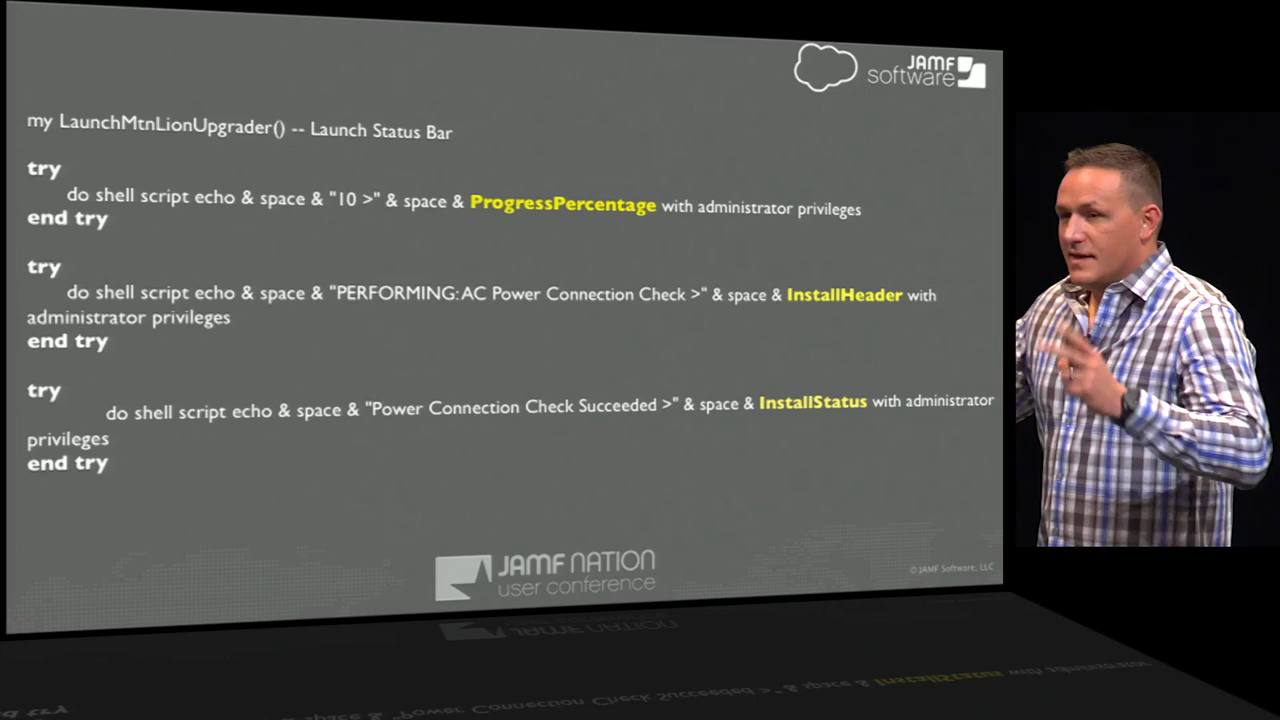 JAMF
software
my LaunchMtnLionUpgrader() -- Launch Status Bar
try
do shell script echo & space & "10 >" & space & ProgressPercentage with administrator privileges
end try
try
do shell script echo & space & "PERFORMING: AC Power Connection Check >" & space & InstallHeader with
administrator privileges
end try
try
do shell script echo & space & "Power Connection Check Succeeded >" & space & InstallStatus with administrator
privileges
end try
JAMF NATION
user conference
© JAMF Software, LLC